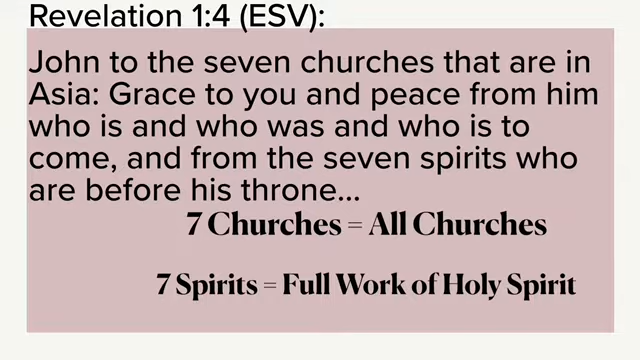 Revelation 1:4 (ESV):
John to the seven churches that are in
Asia: Grace to you and peace from him
who is and who was and who is to
come, and from the seven spirits who
are before his throne...
7 Churches = All Churches
7 Spirits = Full Work of Holy Spirit